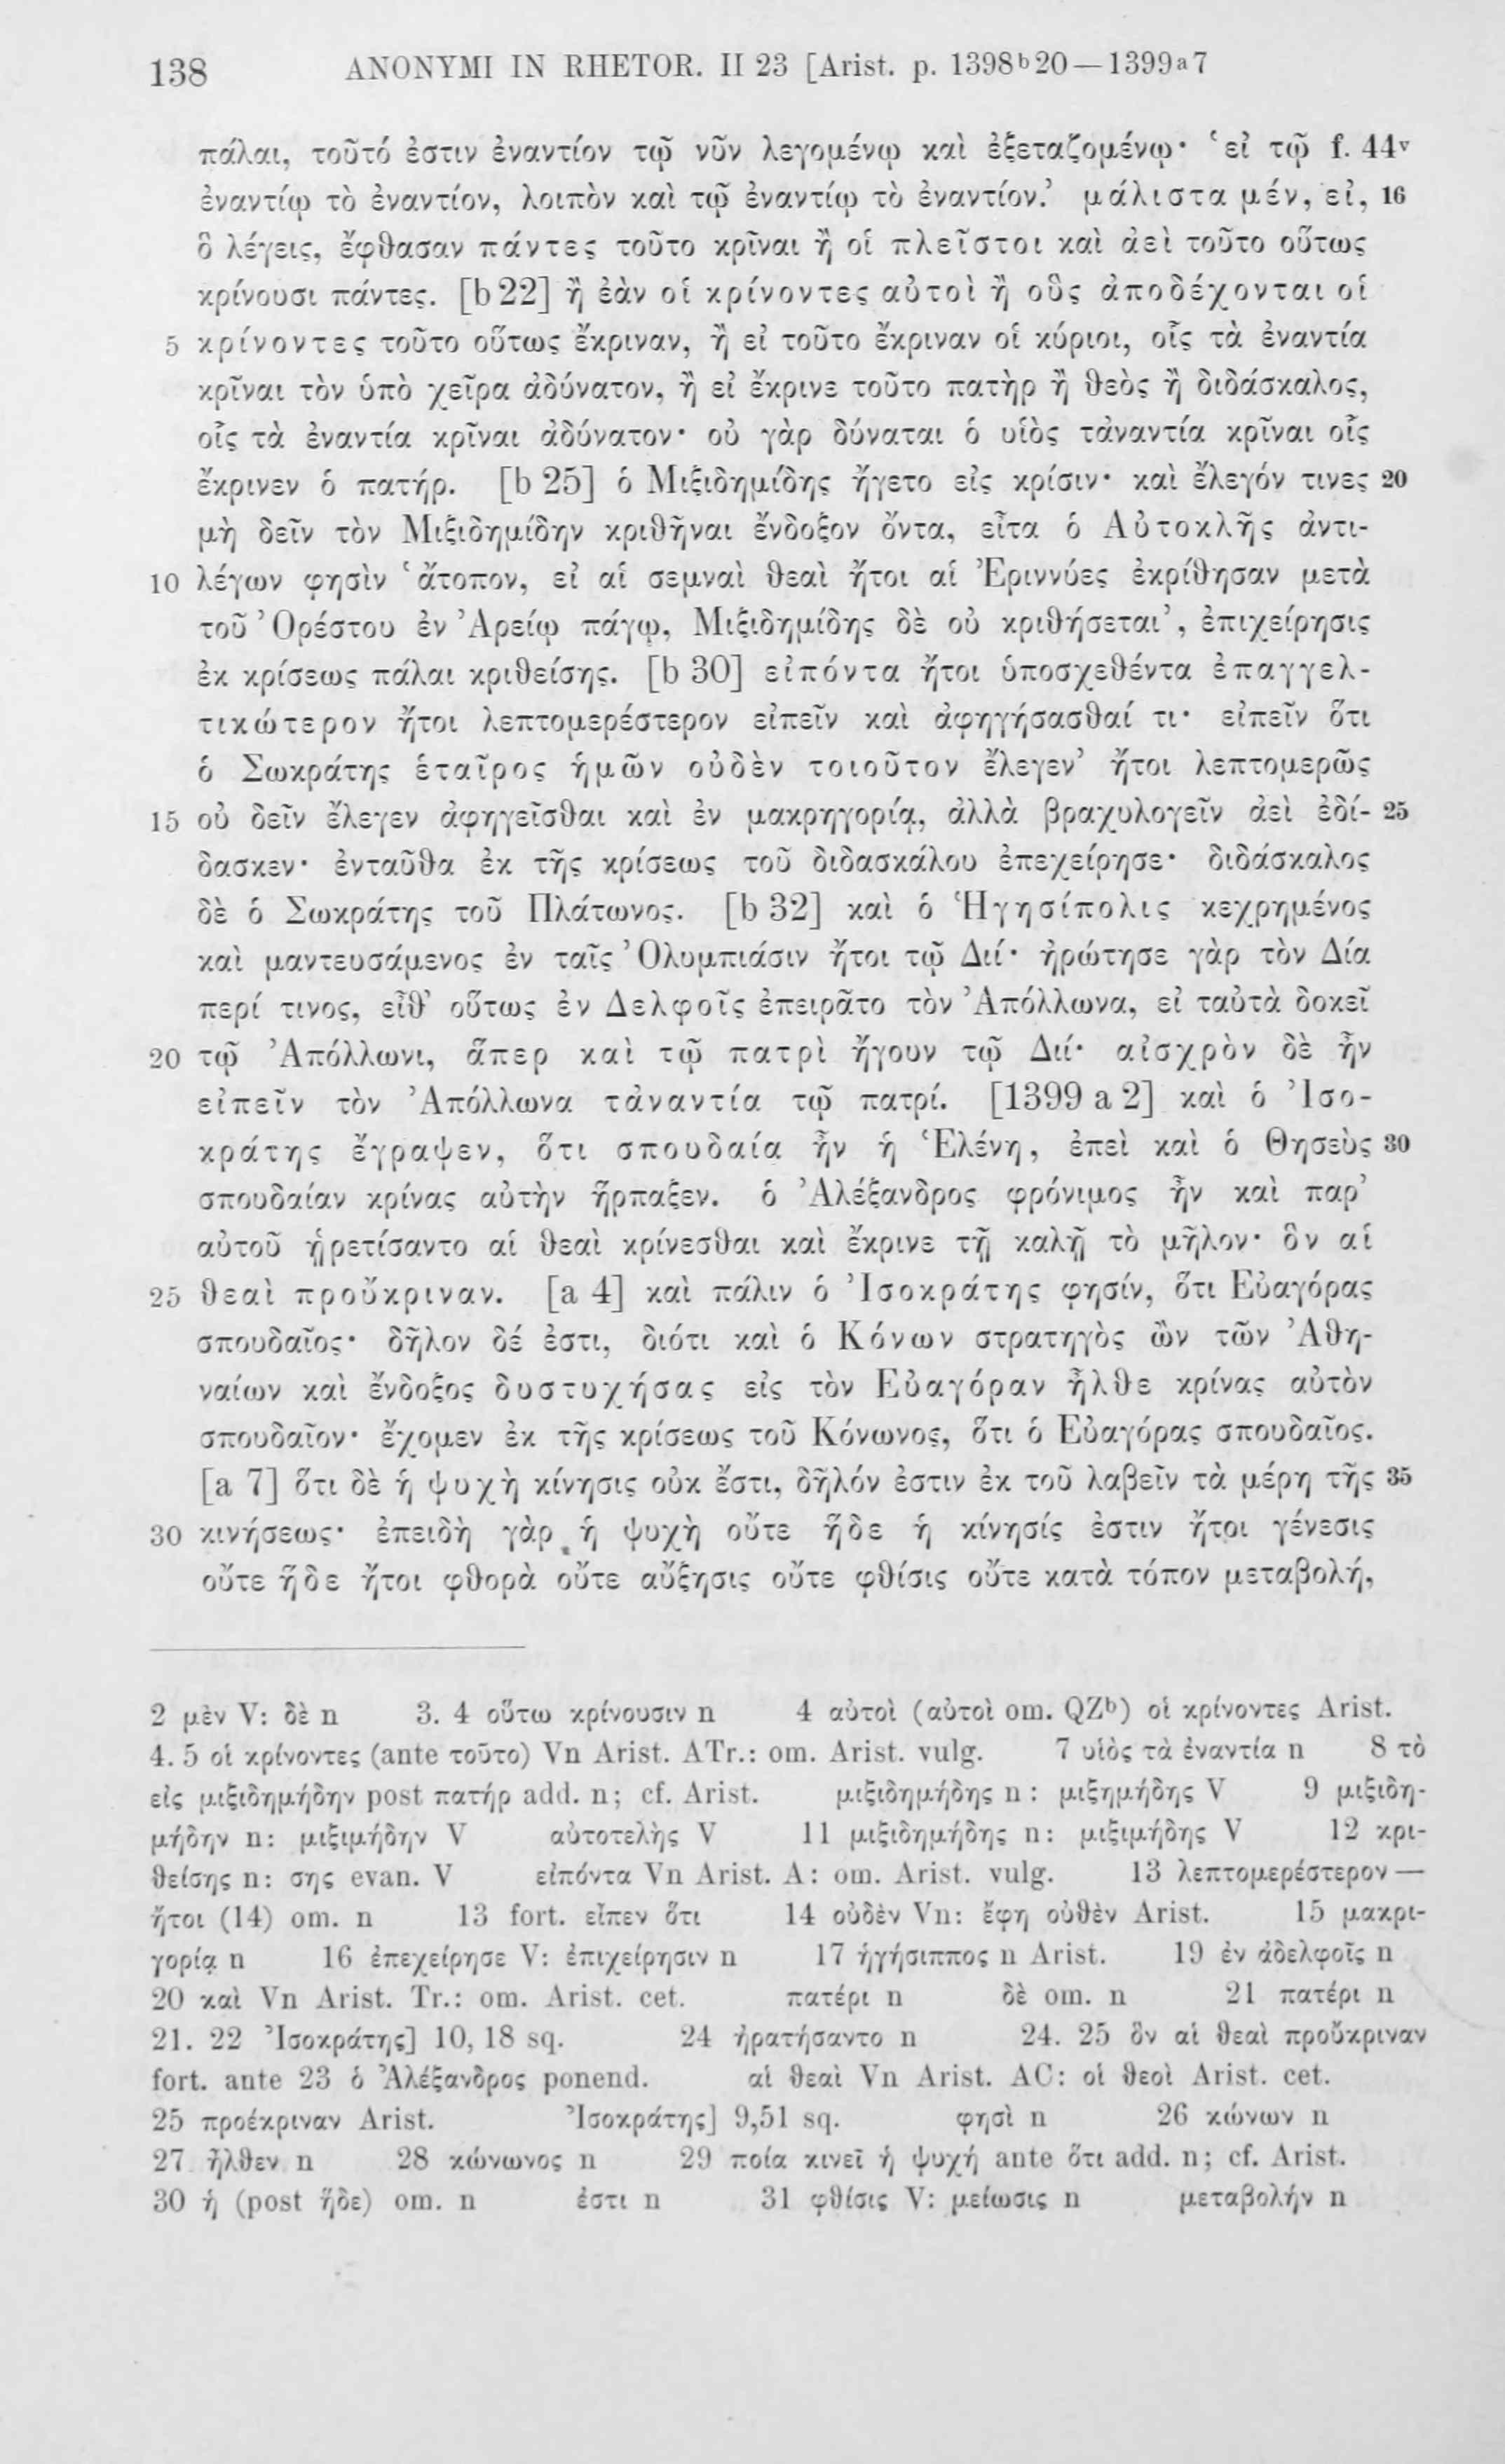 138 ANONYMI IN RHETOR. II 23 [Arist. p. 1398ᵇ20—1399ᵃ7
πάλαι, τοῦτό ἐστιν ἐναντίον τῷ νῦν λεγομένῳ καὶ ἐξεταζομένῳ· ‘εἰ τῷ f. 44ᵛ
ἐναντίῳ τὸ ἐναντίον, λοιπὸν καὶ τῷ ἐναντίῳ τὸ ἐναντίον.’ μάλιστα μέν, εἰ, 16
ὃ λέγεις, ἔφθασαν πάντες τοῦτο κρῖναι ἢ οἱ πλεῖστοι καὶ ἀεὶ τοῦτο οὕτως
κρίνουσι πάντες. [b 22] ἢ ἐὰν οἱ κρίνοντες αὐτοὶ ἢ οὓς ἀποδέχονται οἱ
5 κρίνοντες τοῦτο οὕτως ἔκριναν, ἢ εἰ τοῦτο ἔκριναν οἱ κύριοι, οἷς τὰ ἐναντία
κρῖναι τὸν ὑπὸ χεῖρα ἀδύνατον, ἢ εἰ ἔκρινε τοῦτο πατὴρ ἢ θεὸς ἢ διδάσκαλος,
οἷς τὰ ἐναντία κρῖναι ἀδύνατον· οὐ γὰρ δύναται ὁ υἱὸς τἀναντία κρῖναι οἷς
ἔκρινεν ὁ πατήρ. [b 25] ὁ Μιξιδημίδης ἤγετο εἰς κρίσιν· καὶ ἔλεγόν τινες 20
μὴ δεῖν τὸν Μιξιδημίδην κριθῆναι ἔνδοξον ὄντα, εἶτα ὁ Αὐτοκλῆς ἀντι-
10 λέγων φησὶν ‘ἄτοπον, εἰ αἱ σεμναὶ θεαὶ ἤτοι αἱ Ἐριννύες ἐκρίθησαν μετὰ
τοῦ Ὀρέστου ἐν Ἀρείῳ πάγῳ, Μιξιδημίδης δὲ οὐ κριθήσεται’, ἐπιχείρησις
ἐκ κρίσεως πάλαι κριθείσης. [b 30] εἰπόντα ἤτοι ὑποσχεθέντα ἐπαγγελ-
τικώτερον ἤτοι λεπτομερέστερον εἰπεῖν καὶ ἀφηγήσασθαί τι· εἰπεῖν ὅτι
ὁ Σωκράτης ἑταῖρος ἡμῶν οὐδὲν τοιοῦτον ἔλεγεν’ ἤτοι λεπτομερῶς
15 οὐ δεῖν ἔλεγεν ἀφηγεῖσθαι καὶ ἐν μακρηγορίᾳ, ἀλλὰ βραχυλογεῖν ἀεὶ ἐδί- 25
δασκεν· ἐνταῦθα ἐκ τῆς κρίσεως τοῦ διδασκάλου ἐπεχείρησε· διδάσκαλος
δὲ ὁ Σωκράτης τοῦ Πλάτωνος. [b 32] καὶ ὁ Ἡγησίπολις κεχρημένος
καὶ μαντευσάμενος ἐν ταῖς Ὀλυμπιάσιν ἤτοι τῷ Διί· ἠρώτησε γὰρ τὸν Δία
περί τινος, εἶθ’ οὕτως ἐν Δελφοῖς ἐπειρᾶτο τὸν Ἀπόλλωνα, εἰ ταὐτὰ δοκεῖ
20 τῷ Ἀπόλλωνι, ἅπερ καὶ τῷ πατρὶ ἤγουν τῷ Διί· αἰσχρὸν δὲ ἦν
εἰπεῖν τὸν Ἀπόλλωνα τἀναντία τῷ πατρί. [1399 a 2] καὶ ὁ Ἰσο-
κράτης ἔγραψεν, ὅτι σπουδαία ἦν ἡ Ἑλένη, ἐπεὶ καὶ ὁ Θησεὺς 30
σπουδαίαν κρίνας αὐτὴν ἥρπαξεν. ὁ Ἀλέξανδρος φρόνιμος ἦν καὶ παρ’
αὐτοῦ ᾑρετίσαντο αἱ θεαὶ κρίνεσθαι καὶ ἔκρινε τῇ καλῇ τὸ μῆλον· ὃν αἱ
25 θεαὶ προὔκριναν. [a 4] καὶ πάλιν ὁ Ἰσοκράτης φησίν, ὅτι Εὐαγόρας
σπουδαῖος· δῆλον δέ ἐστι, διότι καὶ ὁ Κόνων στρατηγὸς ὢν τῶν Ἀθη-
ναίων καὶ ἔνδοξος δυστυχήσας εἰς τὸν Εὐαγόραν ἦλθε κρίνας αὐτὸν
σπουδαῖον· ἔχομεν ἐκ τῆς κρίσεως τοῦ Κόνωνος, ὅτι ὁ Εὐαγόρας σπουδαῖος.
[a 7] ὅτι δὲ ἡ ψυχὴ κίνησις οὐκ ἔστι, δῆλόν ἐστιν ἐκ τοῦ λαβεῖν τὰ μέρη τῆς 35
30 κινήσεως· ἐπειδὴ γὰρ ἡ ψυχὴ οὔτε ἥδε ἡ κίνησίς ἐστιν ἤτοι γένεσις
οὔτε ἥδε ἤτοι φθορὰ οὔτε αὔξησις οὔτε φθίσις οὔτε κατὰ τόπον μεταβολή,
2 μὲν V: δὲ n 3. 4 οὕτω κρίνουσιν n 4 αὐτοὶ (αὐτοὶ om. QZᵇ) οἱ κρίνοντες Arist.
4. 5 οἱ κρίνοντες (ante τοῦτο) Vn Arist. ATr.: om. Arist. vulg. 7 υἱὸς τὰ ἐναντία n 8 τὸ
εἰς μιξιδημήδην post πατήρ add. n; cf. Arist. μιξιδημήδης n: μιξημήδης V 9 μιξιδη-
μήδην n: μιξιμήδην V αὐτοτελὴς V 11 μιξιδημήδης n: μιξιμήδης V 12 κρι-
θείσης n: σης evan. V εἰπόντα Vn Arist. A: om. Arist. vulg. 13 λεπτομερέστερον —
ἤτοι (14) om. n 13 fort. εἶπεν ὅτι 14 οὐδὲν Vn: ἔφη οὐθὲν Arist. 15 μακρι-
γορίᾳ n 16 ἐπεχείρησε V: ἐπιχείρησιν n 17 ἡγήσιππος n Arist. 19 ἐν ἀδελφοῖς n
20 καὶ Vn Arist. Tr.: om. Arist. cet. πατέρι n δὲ om. n 21 πατέρι n
21. 22 Ἰσοκράτης] 10, 18 sq. 24 ἠρατήσαντο n 24. 25 ὃν αἱ θεαὶ προὔκριναν
fort. ante 23 ὁ Ἀλέξανδρος ponend. αἱ θεαὶ Vn Arist. AC: οἱ θεοὶ Arist. cet.
25 προέκριναν Arist. Ἰσοκράτης] 9,51 sq. φησὶ n 26 κώνων n
27 ἦλθεν n 28 κώνωνος n 29 ποία κινεῖ ἡ ψυχή ante ὅτι add. n; cf. Arist.
30 ἡ (post ἥδε) om. n ἐστι n 31 φθίσις V: μείωσις n μεταβολήν n